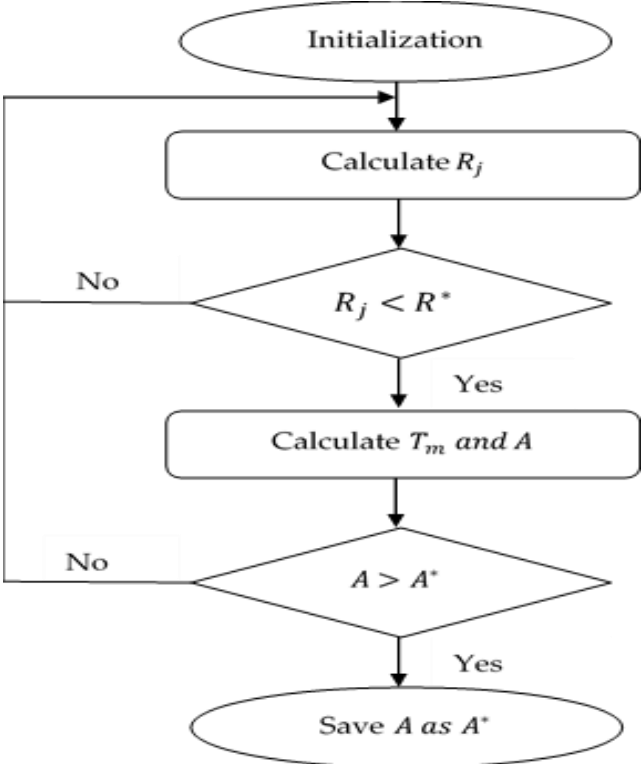 Initialization
Calculate R_j
No
R_j < R*
Yes
Calculate T_m and A
No
A > A*
Yes
Save A as A*